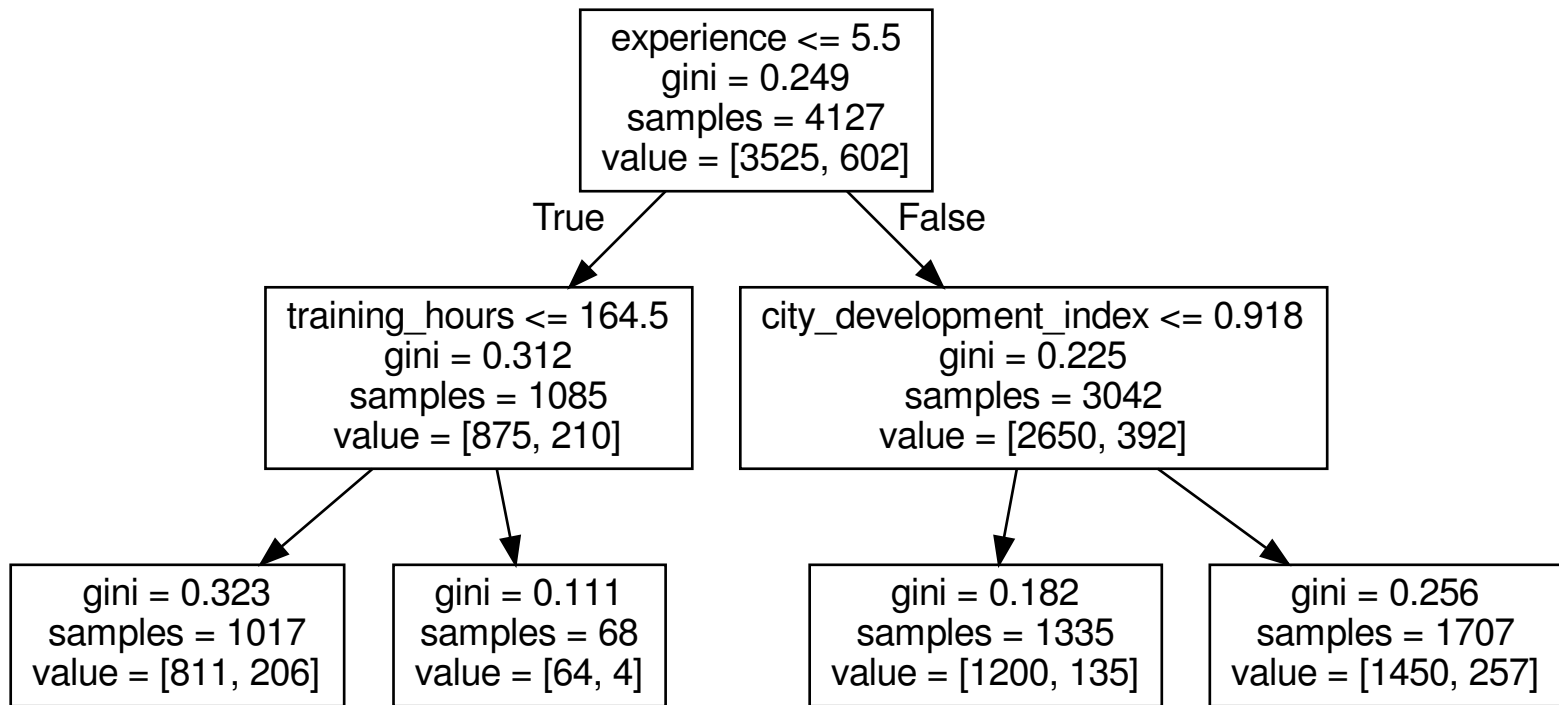 experience <= 5.5
gini = 0.249
samples = 4127
value = [3525, 602]
True
False
training_hours <= 164.5
gini = 0.312
samples = 1085
value = [875, 210]
city_development_index <= 0.918
gini = 0.225
samples = 3042
value = [2650, 392]
gini = 0.323
samples = 1017
value = [811, 206]
gini = 0.111
samples = 68
value = [64, 4]
gini = 0.182
samples = 1335
value = [1200, 135]
gini = 0.256
samples = 1707
value = [1450, 257]